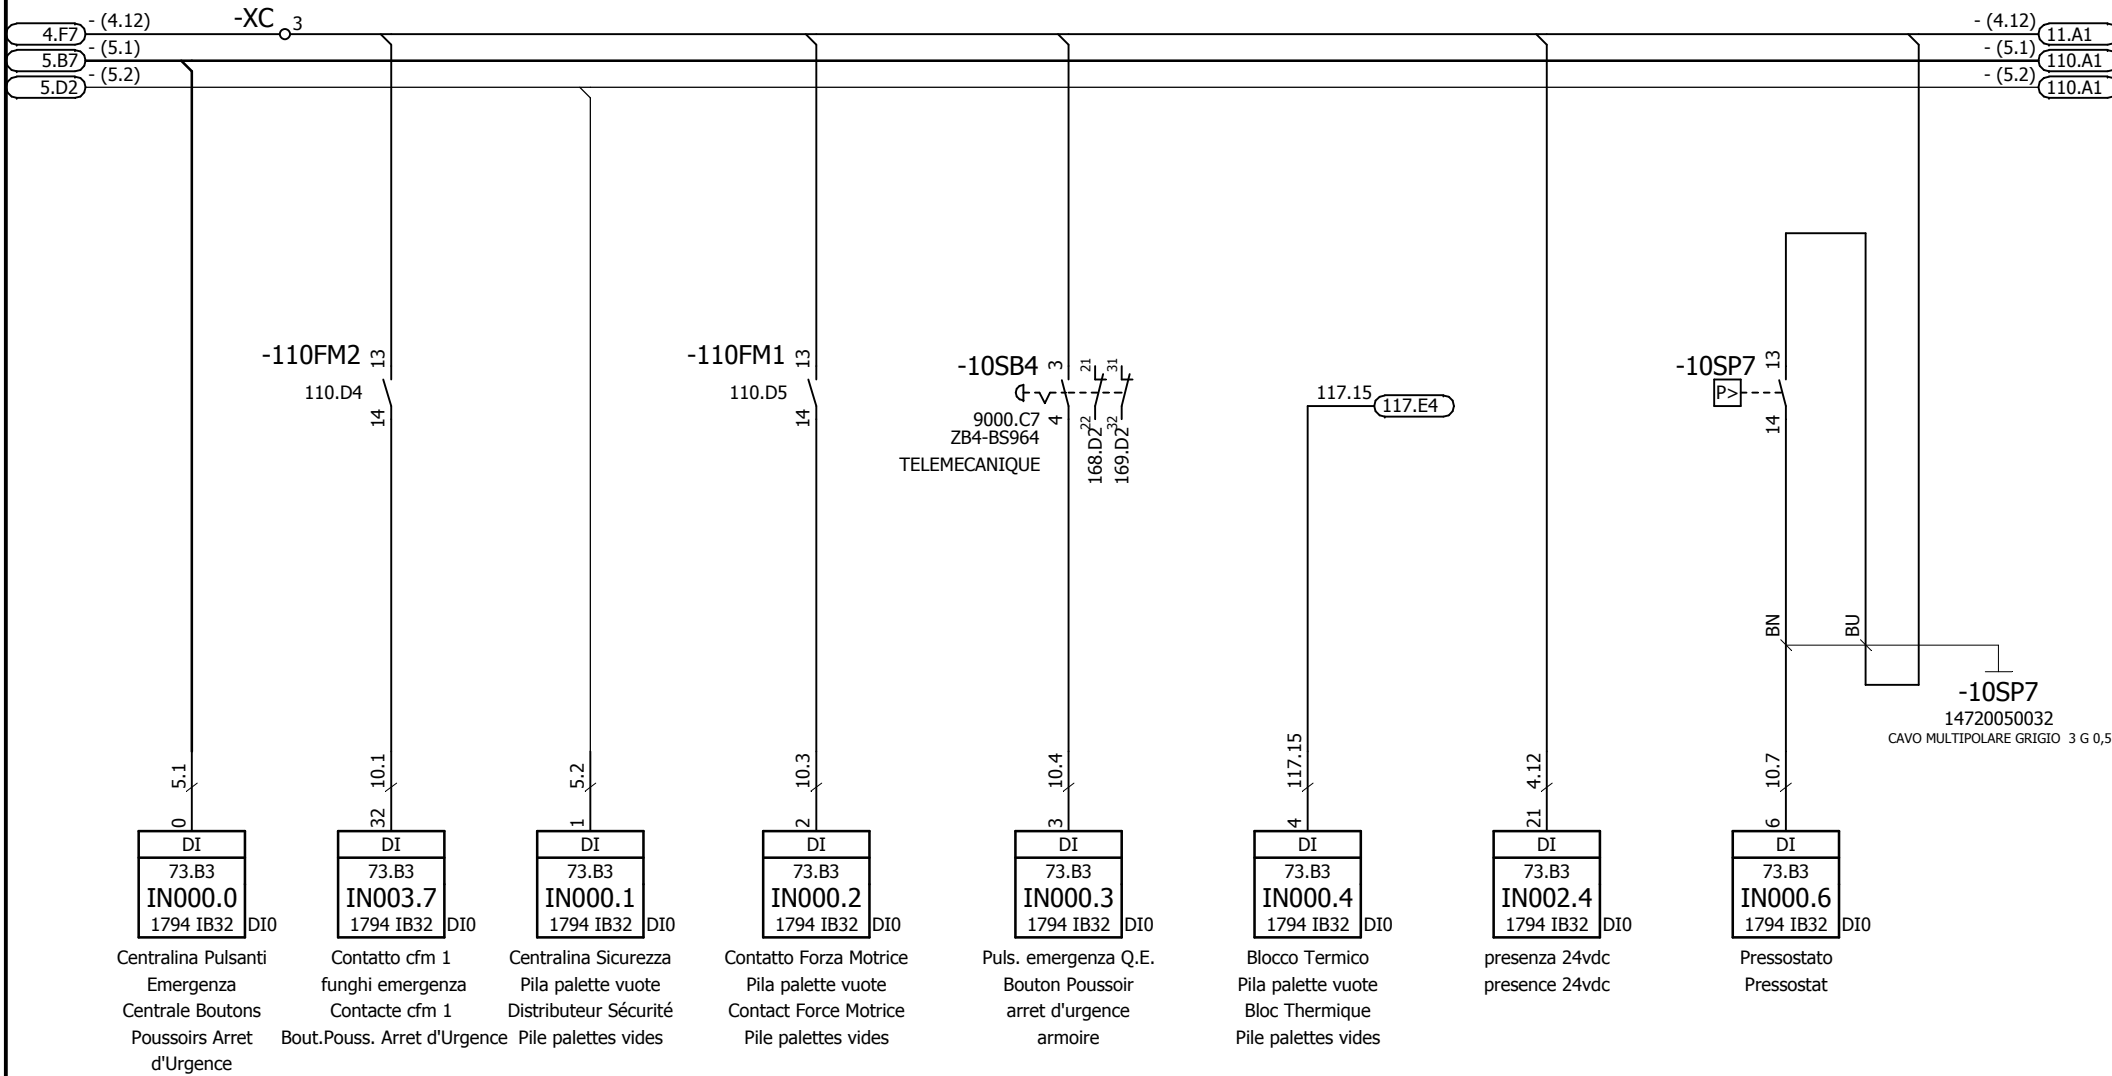 4.F7
- (4.12)
-XC
3
- (4.12)
11.A1
5.B7
- (5.1)
- (5.1)
110.A1
5.D2
- (5.2)
- (5.2)
110.A1
-110FM2
13
110.D4
14
-110FM1
13
110.D5
14
-10SB4
3
21
31
4
22
32
9000.C7
ZB4-BS964
TELEMECANIQUE
168.D2
169.D2
117.15
117.E4
-10SP7
13
P>
14
BN
BU
-10SP7
14720050032
CAVO MULTIPOLARE GRIGIO 3 G 0,5
5.1
10.1
5.2
10.3
10.4
117.15
4.12
10.7
0
32
1
2
3
4
21
6
DI
73.B3
IN000.0
1794 IB32
DI0
Centralina Pulsanti
Emergenza
Centrale Boutons
Poussoirs Arret
d'Urgence
DI
73.B3
IN003.7
1794 IB32
DI0
Contatto cfm 1
funghi emergenza
Contacte cfm 1
Bout.Pouss. Arret d'Urgence
DI
73.B3
IN000.1
1794 IB32
DI0
Centralina Sicurezza
Pila palette vuote
Distributeur Sécurité
Pile palettes vides
DI
73.B3
IN000.2
1794 IB32
DI0
Contatto Forza Motrice
Pila palette vuote
Contact Force Motrice
Pile palettes vides
DI
73.B3
IN000.3
1794 IB32
DI0
Puls. emergenza Q.E.
Bouton Poussoir
arret d'urgence
armoire
DI
73.B3
IN000.4
1794 IB32
DI0
Blocco Termico
Pila palette vuote
Bloc Thermique
Pile palettes vides
DI
73.B3
IN002.4
1794 IB32
DI0
presenza 24vdc
presence 24vdc
DI
73.B3
IN000.6
1794 IB32
DI0
Pressostato
Pressostat